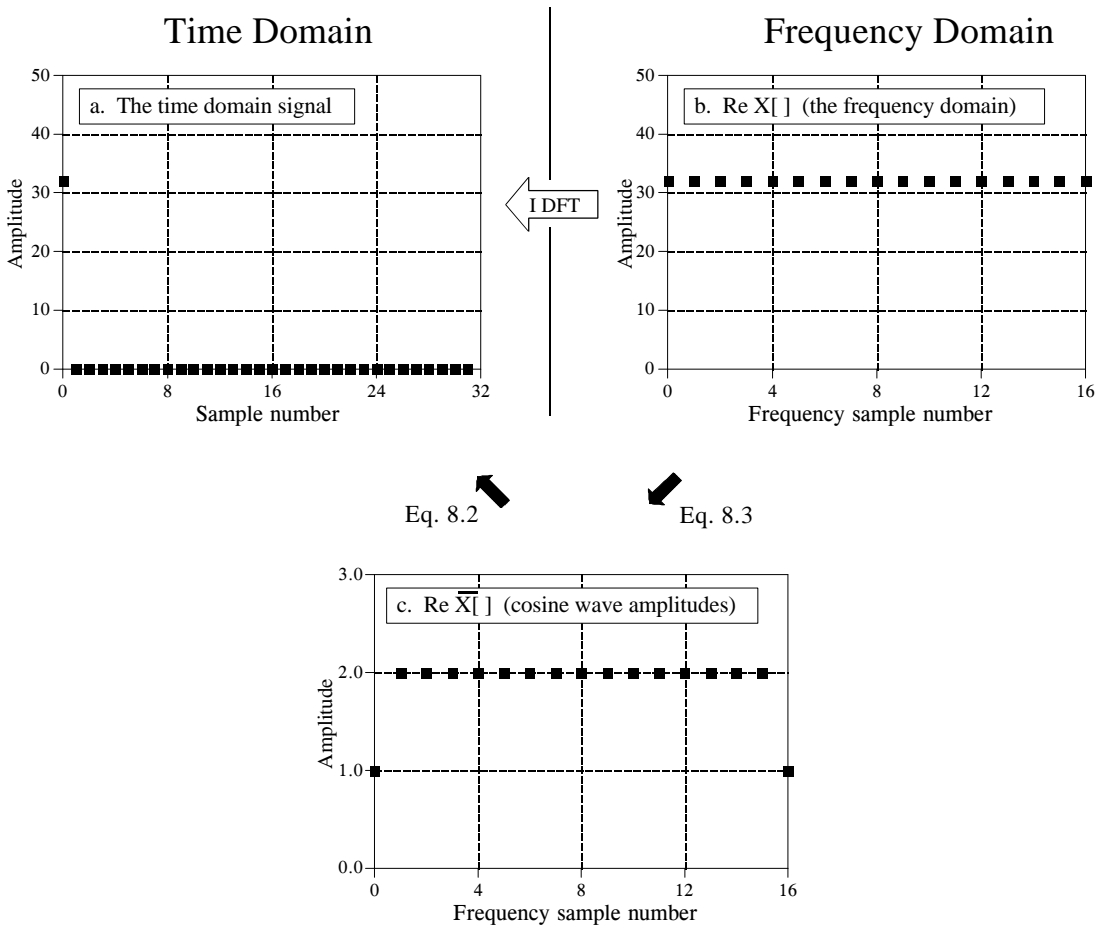 Time Domain
Frequency Domain
a. The time domain signal
50
40
30
20
10
0
Amplitude
0 8 16 24 32
Sample number
I DFT
b. Re X[ ] (the frequency domain)
50
40
30
20
10
0
Amplitude
0 4 8 12 16
Frequency sample number
Eq. 8.2
Eq. 8.3
c. Re X̅[ ] (cosine wave amplitudes)
3.0
2.0
1.0
0.0
Amplitude
0 4 8 12 16
Frequency sample number